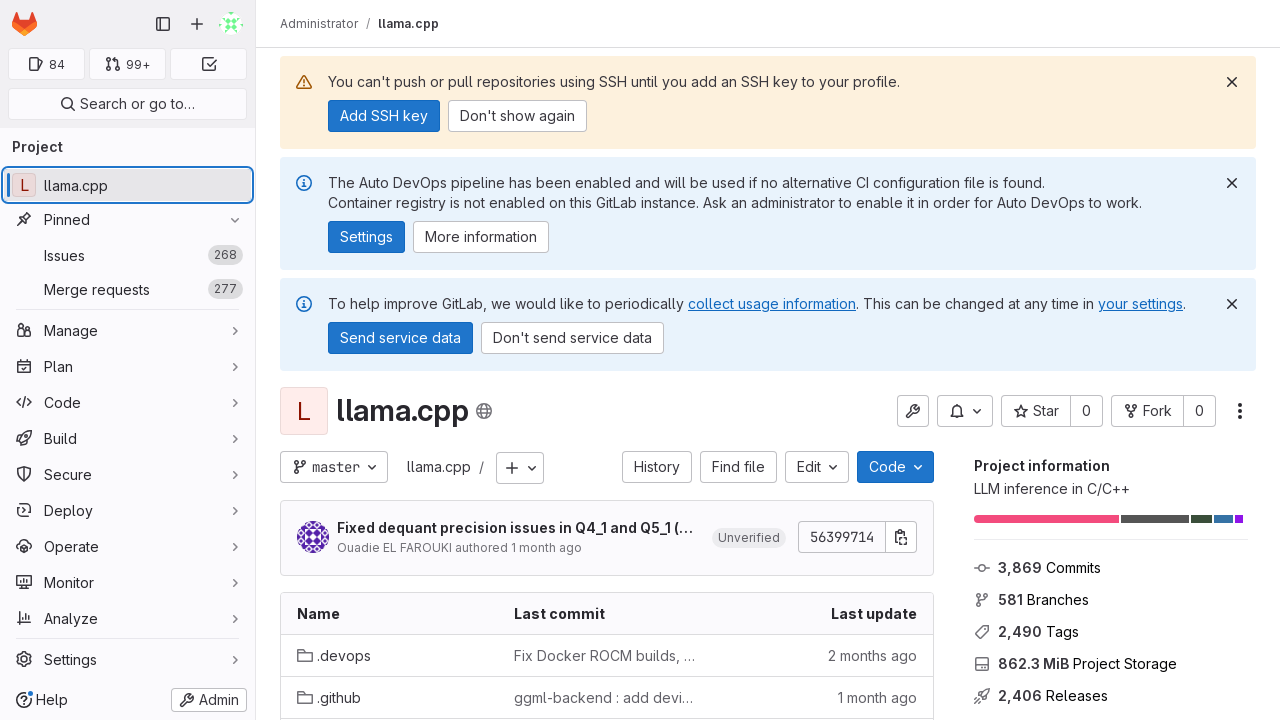 Administrator / llama.cpp
84
99+
Search or go to…
Project
L llama.cpp
Pinned
Issues 268
Merge requests 277
Manage
Plan
Code
Build
Secure
Deploy
Operate
Monitor
Analyze
Settings
Help
Admin
You can't push or pull repositories using SSH until you add an SSH key to your profile.
Add SSH key Don't show again
The Auto DevOps pipeline has been enabled and will be used if no alternative CI configuration file is found.
Container registry is not enabled on this GitLab instance. Ask an administrator to enable it in order for Auto DevOps to work.
Settings More information
To help improve GitLab, we would like to periodically collect usage information. This can be changed at any time in your settings.
Send service data Don't send service data
L llama.cpp
Star 0 Fork 0
master llama.cpp / History Find file Edit Code
Fixed dequant precision issues in Q4_1 and Q5_1 (…
Ouadie EL FAROUKI authored 1 month ago
Unverified 56399714
Name Last commit Last update
.devops Fix Docker ROCM builds, … 2 months ago
.github ggml-backend : add devi… 1 month ago
Project information
LLM inference in C/C++
3,869 Commits
581 Branches
2,490 Tags
862.3 MiB Project Storage
2,406 Releases